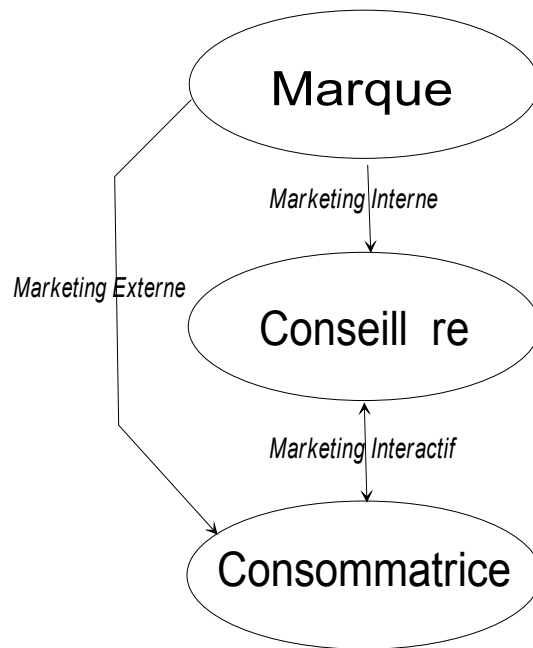 Marque
Marketing Interne
Marketing Externe
Conseill re
Marketing Interactif
Consommatrice